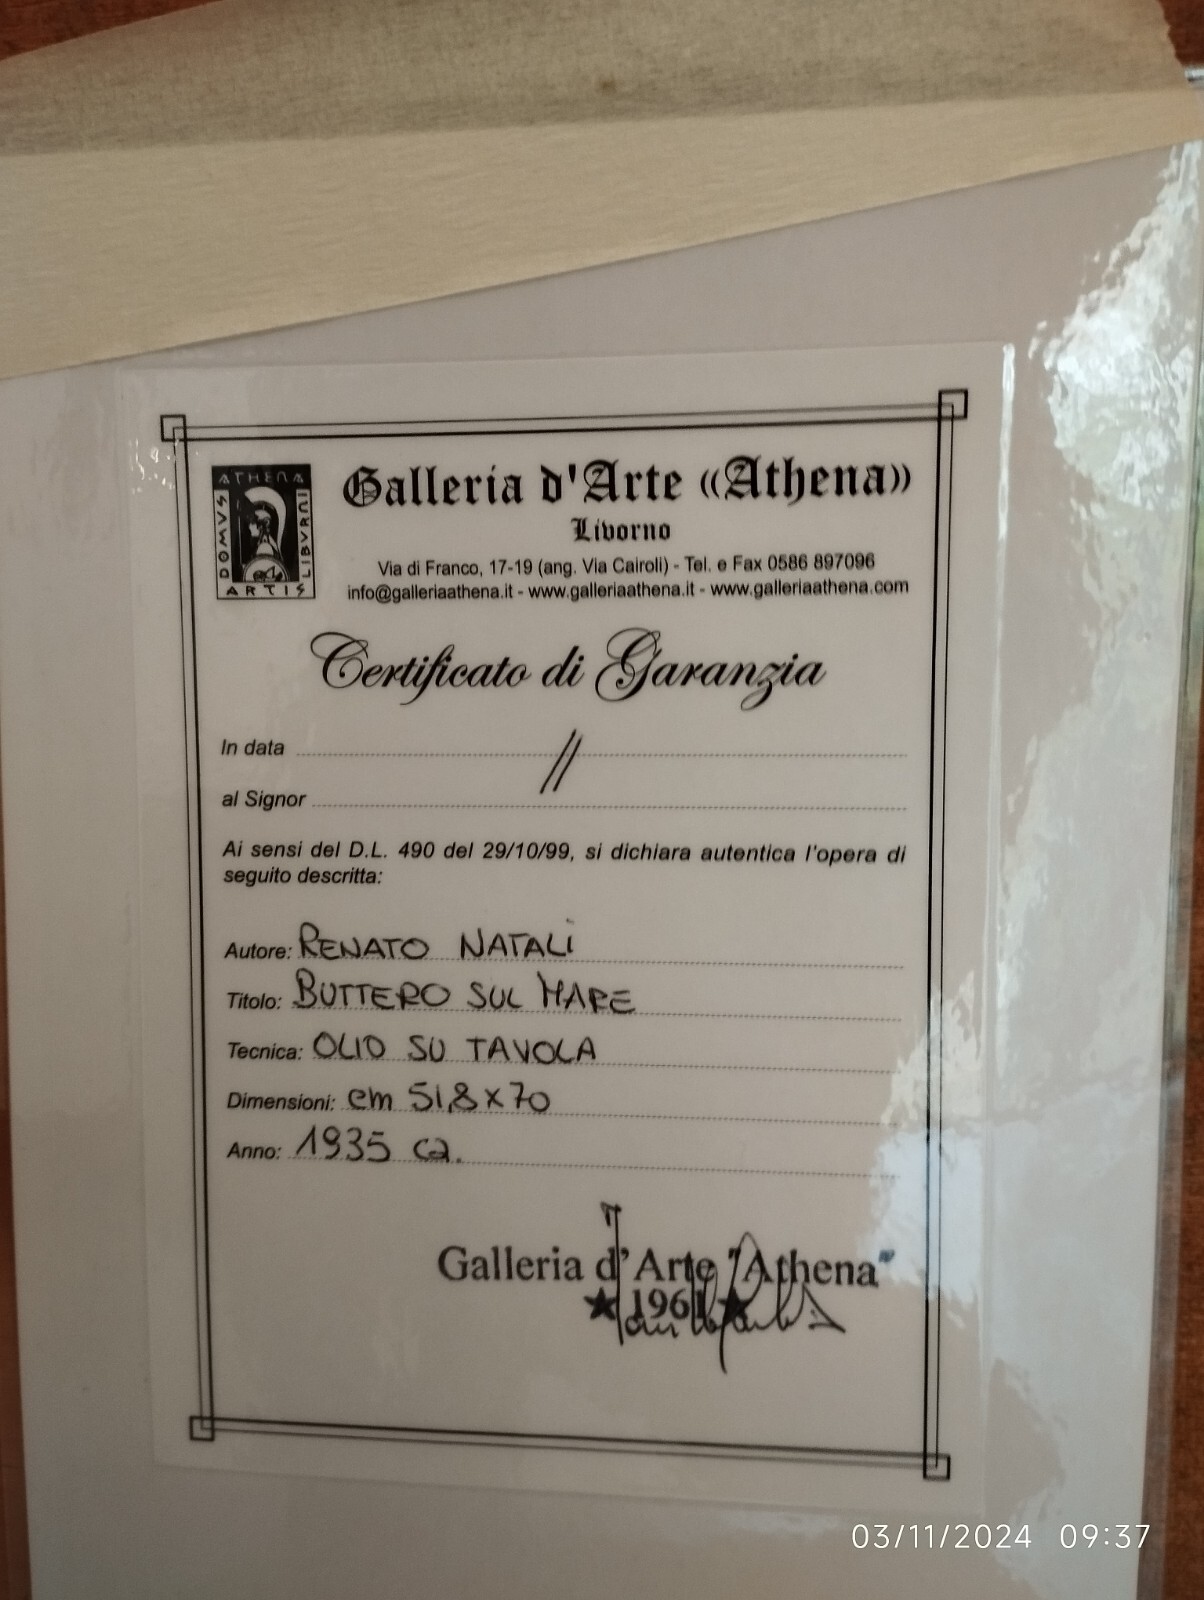 ATHENA
DOMVS
LIBVRNI
ARTIS
Galleria d'Arte «Athena»
Livorno
Via di Franco, 17-19 (ang. Via Cairoli) - Tel. e Fax 0586 897096
info@galleriaathena.it - www.galleriaathena.it - www.galleriaathena.com
Certificato di Garanzia
In data //
al Signor
Ai sensi del D.L. 490 del 29/10/99, si dichiara autentica l'opera di
seguito descritta:
Autore: RENATO NATALI
Titolo: BUTTERO SUL MARE
Tecnica: OLIO SU TAVOLA
Dimensioni: cm 51,8x70
Anno: 1935 ca.
Galleria d'Arte "Athena"
★ 1961 ★
03/11/2024 09:37